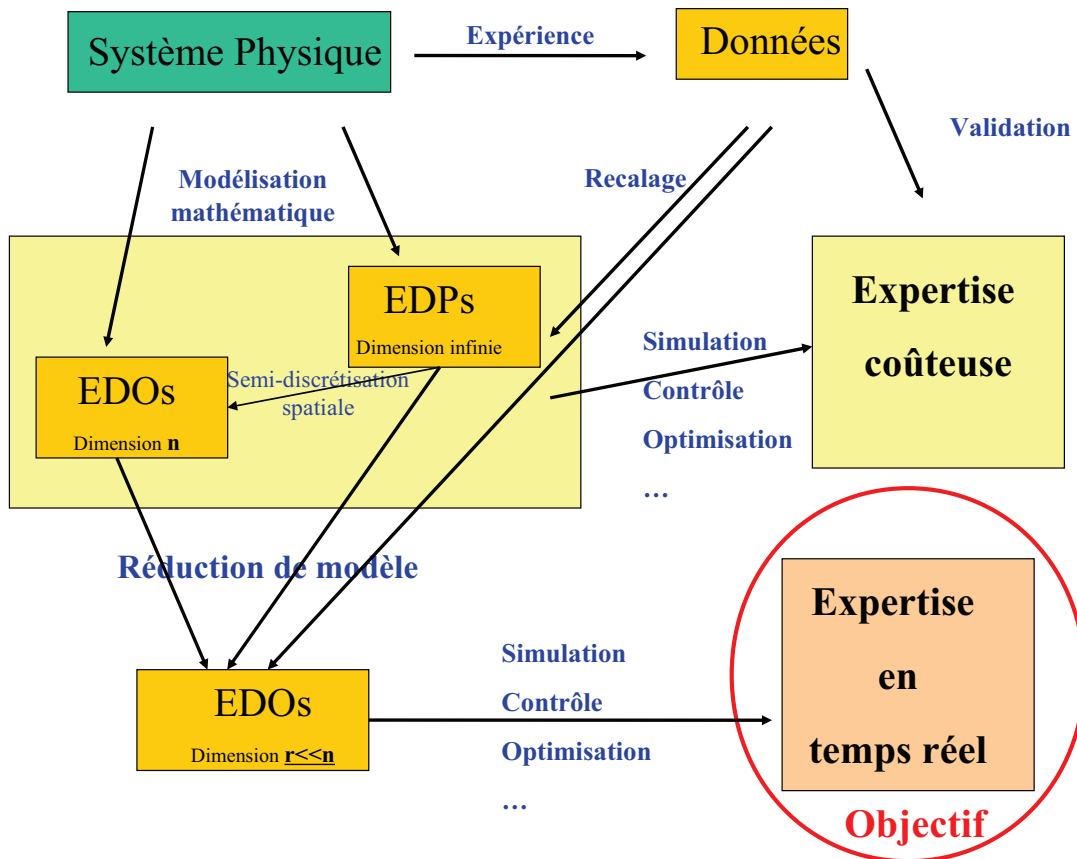 Système Physique
Expérience
Données
Validation
Modélisation
mathématique
Recalage
EDPs
Dimension infinie
Semi-discrétisation
spatiale
EDOs
Dimension n
Simulation
Contrôle
Optimisation
...
Expertise
coûteuse
Réduction de modèle
EDOs
Dimension r<<n
Simulation
Contrôle
Optimisation
...
Expertise
en
temps réel
Objectif